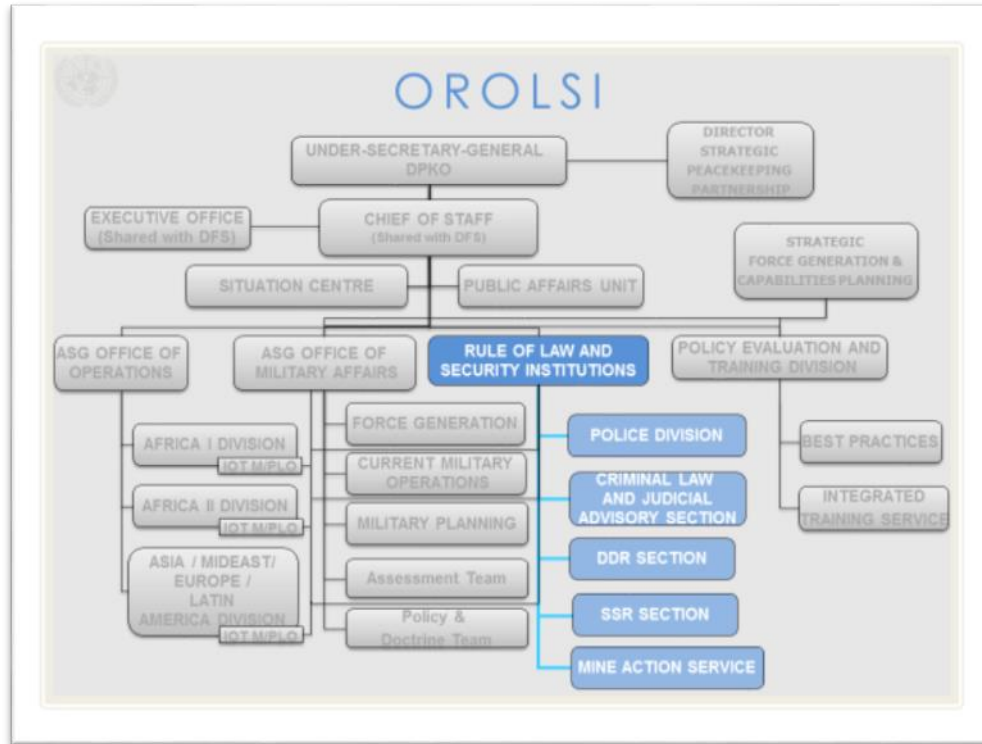 OROLSI
UNDER-SECRETARY-GENERAL
DPKO
DIRECTOR
STRATEGIC
PEACEKEEPING
PARTNERSHIP
EXECUTIVE OFFICE
(Shared with DFS)
CHIEF OF STAFF
(Shared with DFS)
STRATEGIC
FORCE GENERATION &
CAPABILITIES PLANNING
SITUATION CENTRE
PUBLIC AFFAIRS UNIT
ASG OFFICE OF
OPERATIONS
ASG OFFICE OF
MILITARY AFFAIRS
RULE OF LAW AND
SECURITY INSTITUTIONS
POLICY EVALUATION AND
TRAINING DIVISION
AFRICA I DIVISION
IOT M/PLO
AFRICA II DIVISION
IOT M/PLO
ASIA / MIDEAST/
EUROPE /
LATIN
AMERICA DIVISION
IOT M/PLO
FORCE GENERATION
CURRENT MILITARY
OPERATIONS
MILITARY PLANNING
Assessment Team
Policy &
Doctrine Team
POLICE DIVISION
CRIMINAL LAW
AND JUDICIAL
ADVISORY SECTION
DDR SECTION
SSR SECTION
MINE ACTION SERVICE
BEST PRACTICES
INTEGRATED
TRAINING SERVICE